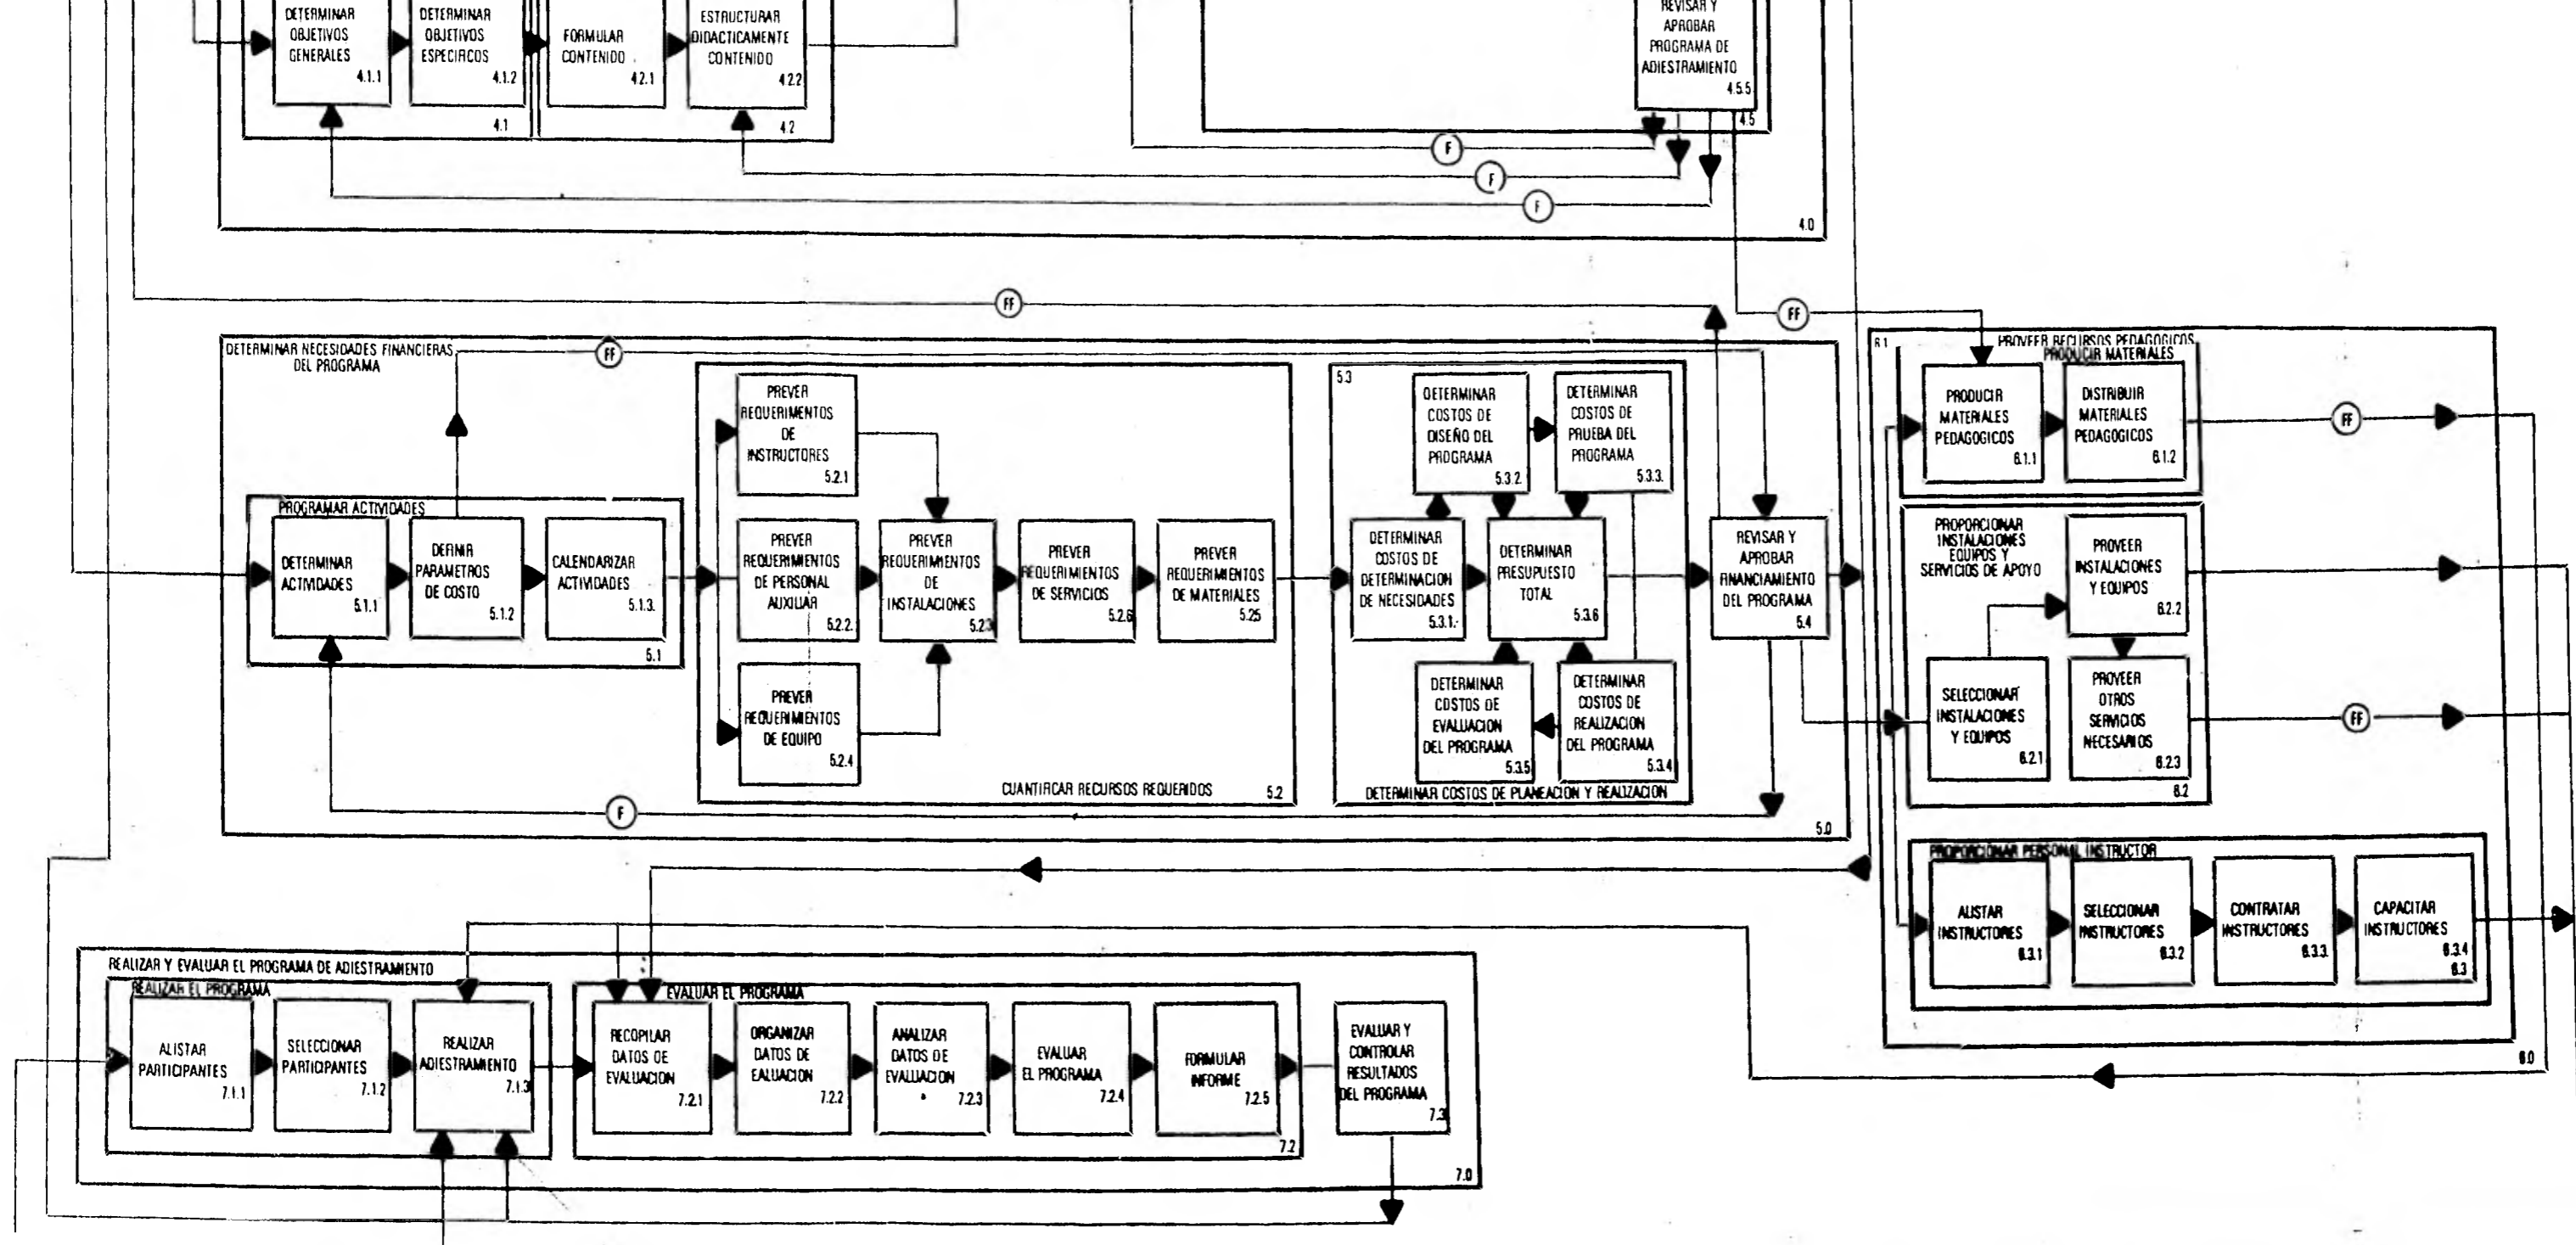 DETERMINAR
OBJETIVOS
GENERALES
4.1.1
DETERMINAR
OBJETIVOS
ESPECIFICOS
4.1.2
4.1
FORMULAR
CONTENIDO
4.2.1
ESTRUCTURAR
DIDACTICAMENTE
CONTENIDO
4.2.2
4.2
REVISAR Y
APROBAR
PROGRAMA DE
ADIESTRAMIENTO
4.5.5
4.5
F
F
F
4.0
FF
FF
DETERMINAR NECESIDADES FINANCIERAS
DEL PROGRAMA
FF
PROGRAMAR ACTIVIDADES
DETERMINAR
ACTIVIDADES
5.1.1
DEFINIR
PARAMETROS
DE COSTO
5.1.2
CALENDARIZAR
ACTIVIDADES
5.1.3.
5.1
PREVER
REQUERIMIENTOS
DE
INSTRUCTORES
5.2.1
PREVER
REQUERIMIENTOS
DE PERSONAL
AUXILIAR
5.2.2.
PREVER
REQUERIMIENTOS
DE
INSTALACIONES
5.2.3
PREVER
REQUERIMIENTOS
DE SERVICIOS
5.2.6
PREVER
REQUERIMIENTOS
DE MATERIALES
5.2.5
PREVER
REQUERIMIENTOS
DE EQUIPO
5.2.4
CUANTIFICAR RECURSOS REQUERIDOS
5.2
5.3
DETERMINAR
COSTOS DE
DISEÑO DEL
PROGRAMA
5.3.2.
DETERMINAR
COSTOS DE
PRUEBA DEL
PROGRAMA
5.3.3.
DETERMINAR
COSTOS DE
DETERMINACION
DE NECESIDADES
5.3.1.
DETERMINAR
PRESUPUESTO
TOTAL
5.3.6
DETERMINAR
COSTOS DE
EVALUACION
DEL PROGRAMA
5.3.5
DETERMINAR
COSTOS DE
REALIZACION
DEL PROGRAMA
5.3.4
DETERMINAR COSTOS DE PLANEACION Y REALIZACION
REVISAR Y
APROBAR
FINANCIAMIENTO
DEL PROGRAMA
5.4
F
5.0
6.1
PROVEER RECURSOS PEDAGOGICOS
PRODUCIR MATERIALES
PRODUCIR
MATERIALES
PEDAGOGICOS
6.1.1
DISTRIBUIR
MATERIALES
PEDAGOGICOS
6.1.2
FF
PROPORCIONAR
INSTALACIONES
EQUIPOS Y
SERVICIOS DE APOYO
PROVEER
INSTALACIONES
Y EQUIPOS
6.2.2
SELECCIONAR
INSTALACIONES
Y EQUIPOS
6.2.1
PROVEER
OTROS
SERVICIOS
NECESARIOS
6.2.3
FF
6.2
PROPORCIONAR PERSONAL INSTRUCTOR
ALISTAR
INSTRUCTORES
6.3.1
SELECCIONAR
INSTRUCTORES
6.3.2
CONTRATAR
INSTRUCTORES
6.3.3.
CAPACITAR
INSTRUCTORES
6.3.4
6.3
6.0
REALIZAR Y EVALUAR EL PROGRAMA DE ADIESTRAMIENTO
REALIZAR EL PROGRAMA
ALISTAR
PARTICIPANTES
7.1.1
SELECCIONAR
PARTICIPANTES
7.1.2
REALIZAR
ADIESTRAMIENTO
7.1.3
EVALUAR EL PROGRAMA
RECOPILAR
DATOS DE
EVALUACION
7.2.1
ORGANIZAR
DATOS DE
EALUACION
7.2.2
ANALIZAR
DATOS DE
EVALUACION
7.2.3
EVALUAR
EL PROGRAMA
7.2.4
FORMULAR
INFORME
7.2.5
7.2
EVALUAR Y
CONTROLAR
RESULTADOS
DEL PROGRAMA
7.3
7.0